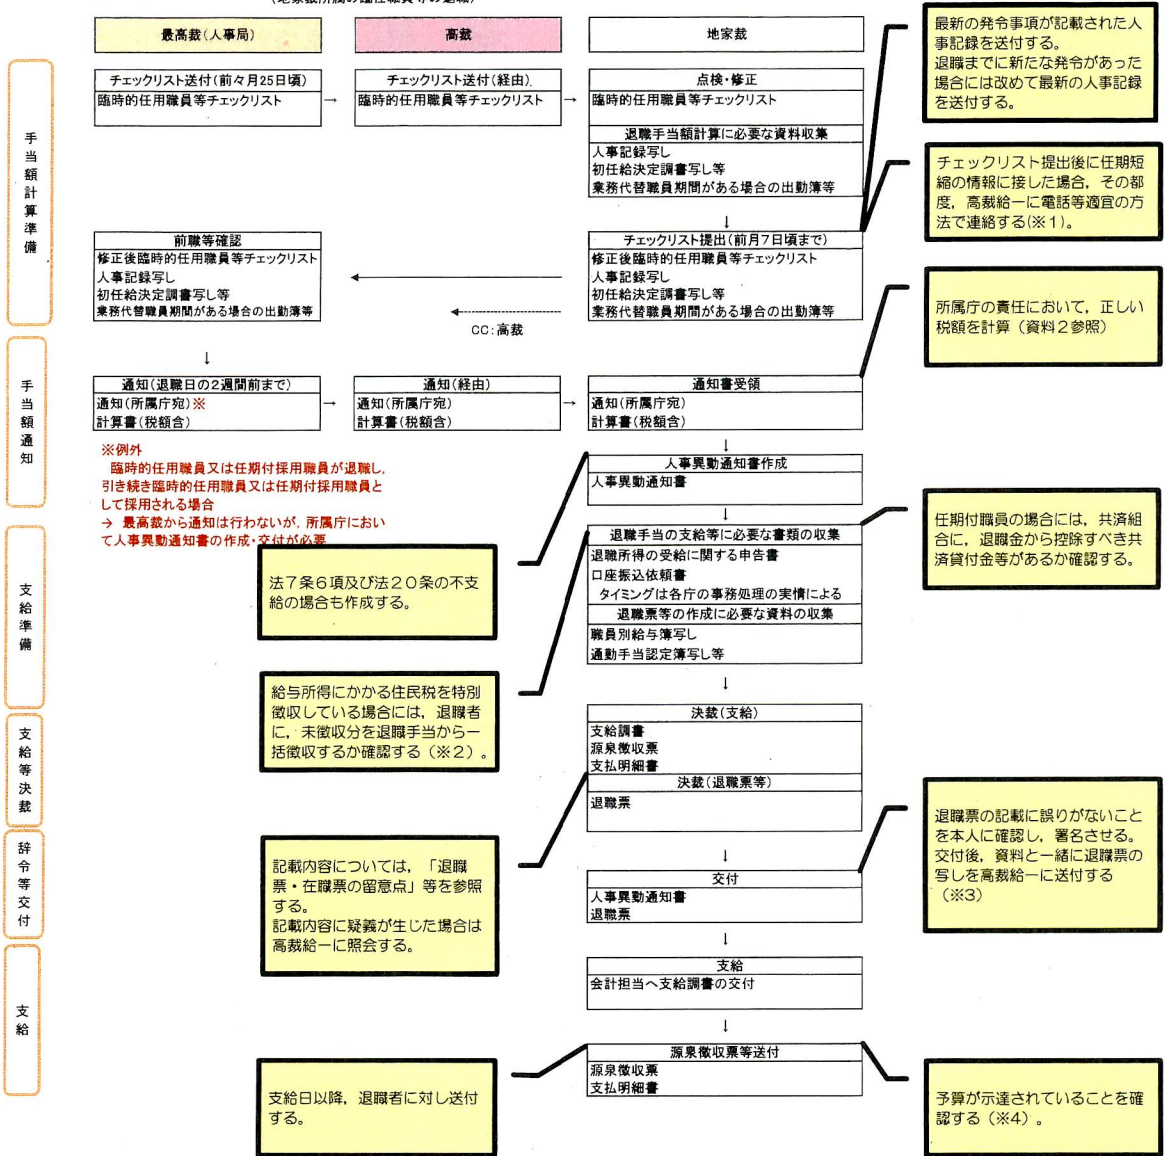 (地家裁所属の臨任職員等の退職)
最高裁(人事局)
高裁
地家裁
最新の発令事項が記載された人
事記録を送付する。
退職までに新たな発令があった
場合には改めて最新の人事記録
を送付する。
手当額計算準備
チェックリスト送付(前々月25日頃)
臨時的任用職員等チェックリスト
→
チェックリスト送付(経由)
臨時的任用職員等チェックリスト
→
点検・修正
臨時的任用職員等チェックリスト
退職手当額計算に必要な資料収集
人事記録写し
初任給決定調書写し等
業務代替職員期間がある場合の出勤簿等
↓
チェックリスト提出後に任期短
縮の情報に接した場合,その都
度,高裁給一に電話等適宜の方
法で連絡する(※1)。
前職等確認
修正後臨時的任用職員等チェックリスト
人事記録写し
初任給決定調書写し等
業務代替職員期間がある場合の出勤簿等
CC:高裁
チェックリスト提出(前月7日頃まで)
修正後臨時的任用職員等チェックリスト
人事記録写し
初任給決定調書写し等
業務代替職員期間がある場合の出勤簿等
所属庁の責任において,正しい
税額を計算(資料2参照)
↓
手当額通知
通知(退職日の2週間前まで)
通知(所属庁宛)※
計算書(税額含)
→
通知(経由)
通知(所属庁宛)
計算書(税額含)
→
通知書受領
通知(所属庁宛)
計算書(税額含)
↓
※例外
臨時的任用職員又は任期付採用職員が退職し,
引き続き臨時的任用職員又は任期付採用職員と
して採用される場合
→ 最高裁から通知は行わないが,所属庁におい
て人事異動通知書の作成・交付が必要
人事異動通知書作成
人事異動通知書
↓
任期付職員の場合には,共済組
合に,退職金から控除すべき共
済貸付金等があるか確認する。
支給準備
法7条6項及び法20条の不支
給の場合も作成する。
退職手当の支給等に必要な書類の収集
退職所得の受給に関する申告書
口座振込依頼書
タイミングは各庁の事務処理の実情による
退職票等の作成に必要な資料の収集
職員別給与簿写し
通勤手当認定簿写し等
↓
給与所得にかかる住民税を特別
徴収している場合には,退職者
に,未徴収分を退職手当から一
括徴収するか確認する(※2)。
支給等決裁
決裁(支給)
支給調書
源泉徴収票
支払明細書
決裁(退職票等)
退職票
↓
退職票の記載に誤りがないこと
を本人に確認し,署名させる。
交付後,資料と一緒に退職票の
写しを高裁給一に送付する
(※3)
辞令等交付
記載内容については,「退職
票・在職票の留意点」等を参照
する。
記載内容に疑義が生じた場合は
高裁給一に照会する。
交付
人事異動通知書
退職票
↓
支給
支給
会計担当へ支給調書の交付
↓
源泉徴収票等送付
源泉徴収票
支払明細書
支給日以降,退職者に対し送付
する。
予算が示達されていることを確
認する(※4)。